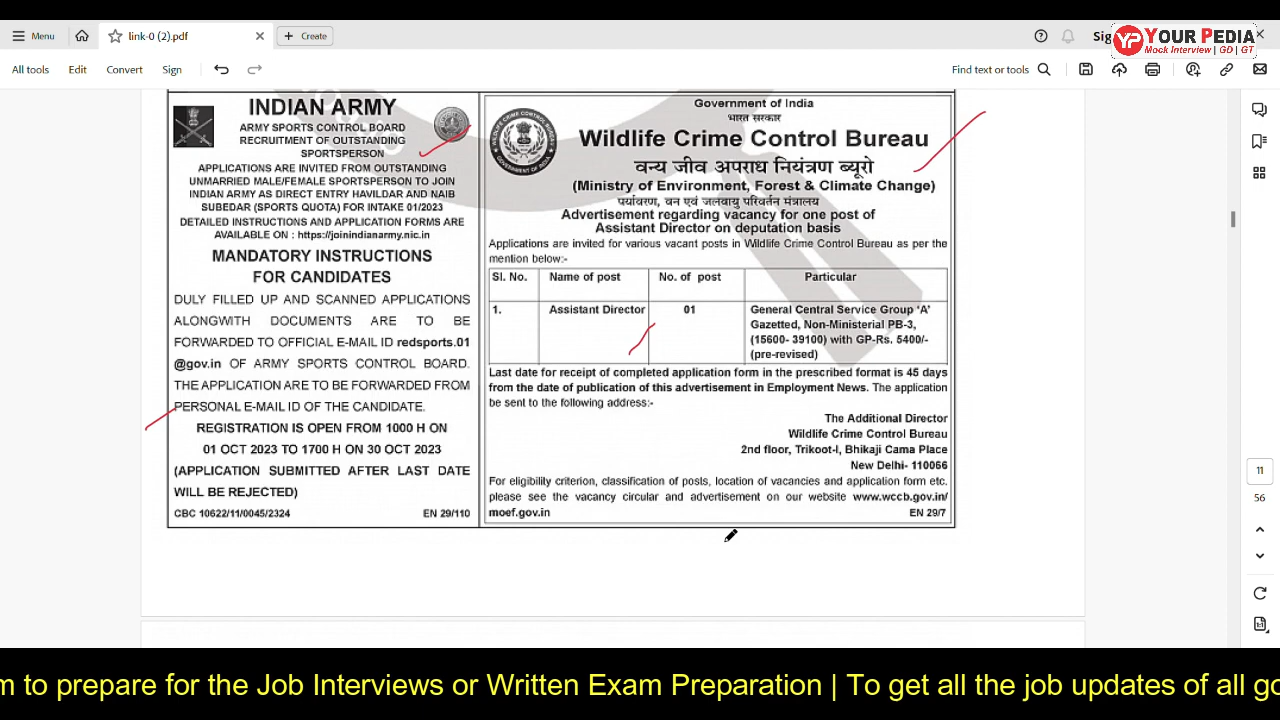 Menu
link-0 (2).pdf
Create
YP YOUR PEDIA
Mock Interview | GD | GT
All tools
Edit
Convert
Sign
Find text or tools
INDIAN ARMY
ARMY SPORTS CONTROL BOARD
RECRUITMENT OF OUTSTANDING
SPORTSPERSON
APPLICATIONS ARE INVITED FROM OUTSTANDING
UNMARRIED MALE/FEMALE SPORTSPERSON TO JOIN
INDIAN ARMY AS DIRECT ENTRY HAVILDAR AND NAIB
SUBEDAR (SPORTS QUOTA) FOR INTAKE 01/2023
DETAILED INSTRUCTIONS AND APPLICATION FORMS ARE
AVAILABLE ON : https://joinindianarmy.nic.in
MANDATORY INSTRUCTIONS
FOR CANDIDATES
DULY FILLED UP AND SCANNED APPLICATIONS
ALONGWITH DOCUMENTS ARE TO BE
FORWARDED TO OFFICIAL E-MAIL ID redsports.01
@gov.in OF ARMY SPORTS CONTROL BOARD.
THE APPLICATION ARE TO BE FORWARDED FROM
PERSONAL E-MAIL ID OF THE CANDIDATE.
REGISTRATION IS OPEN FROM 1000 H ON
01 OCT 2023 TO 1700 H ON 30 OCT 2023
(APPLICATION SUBMITTED AFTER LAST DATE
WILL BE REJECTED)
CBC 10622/11/0045/2324 EN 29/110
Government of India
भारत सरकार
Wildlife Crime Control Bureau
वन्य जीव अपराध नियंत्रण ब्यूरो
(Ministry of Environment, Forest & Climate Change)
पर्यावरण, वन एवं जलवायु परिवर्तन मंत्रालय
Advertisement regarding vacancy for one post of
Assistant Director on deputation basis
Applications are invited for various vacant posts in Wildlife Crime Control Bureau as per the
mention below:-
Sl. No. Name of post No. of post Particular
1. Assistant Director 01 General Central Service Group 'A'
Gazetted, Non-Ministerial PB-3,
(15600- 39100) with GP-Rs. 5400/-
(pre-revised)
Last date for receipt of completed application form in the prescribed format is 45 days
from the date of publication of this advertisement in Employment News. The application
be sent to the following address:-
The Additional Director
Wildlife Crime Control Bureau
2nd floor, Trikoot-I, Bhikaji Cama Place
New Delhi- 110066
For eligibility criterion, classification of posts, location of vacancies and application form etc.
please see the vacancy circular and advertisement on our website www.wccb.gov.in/
moef.gov.in EN 29/7
11
56
m to prepare for the Job Interviews or Written Exam Preparation | To get all the job updates of all go